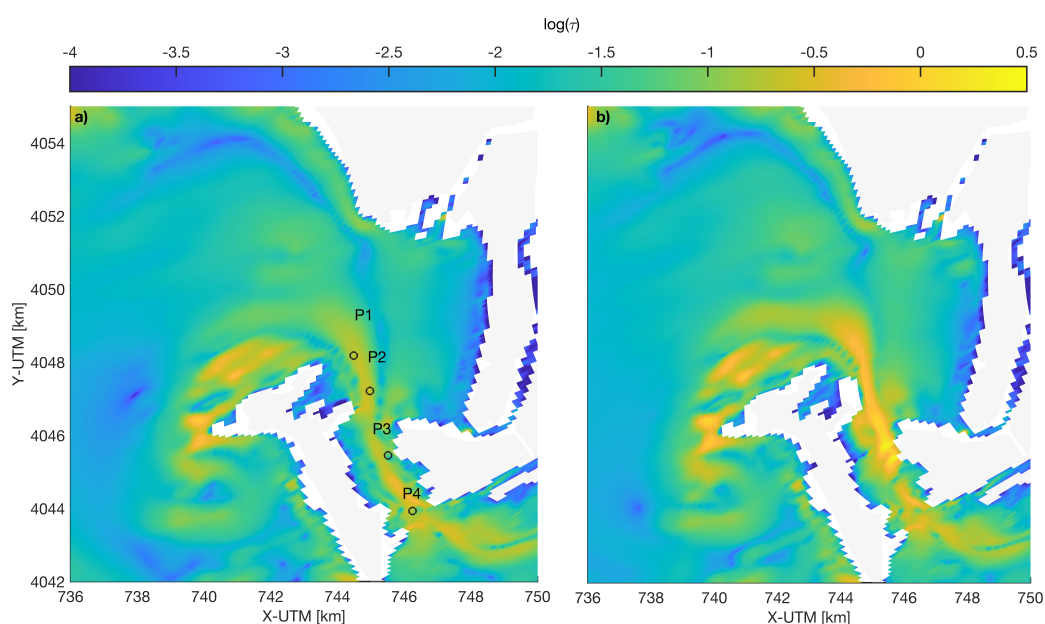 log(τ)
-4 -3.5 -3 -2.5 -2 -1.5 -1 -0.5 0 0.5
a) b)
4054
4052
4050
P1
P2
4048
P3
4046
P4
4044
4042
Y-UTM [km]
736 738 740 742 744 746 748 750 736 738 740 742 744 746 748 750
X-UTM [km] X-UTM [km]